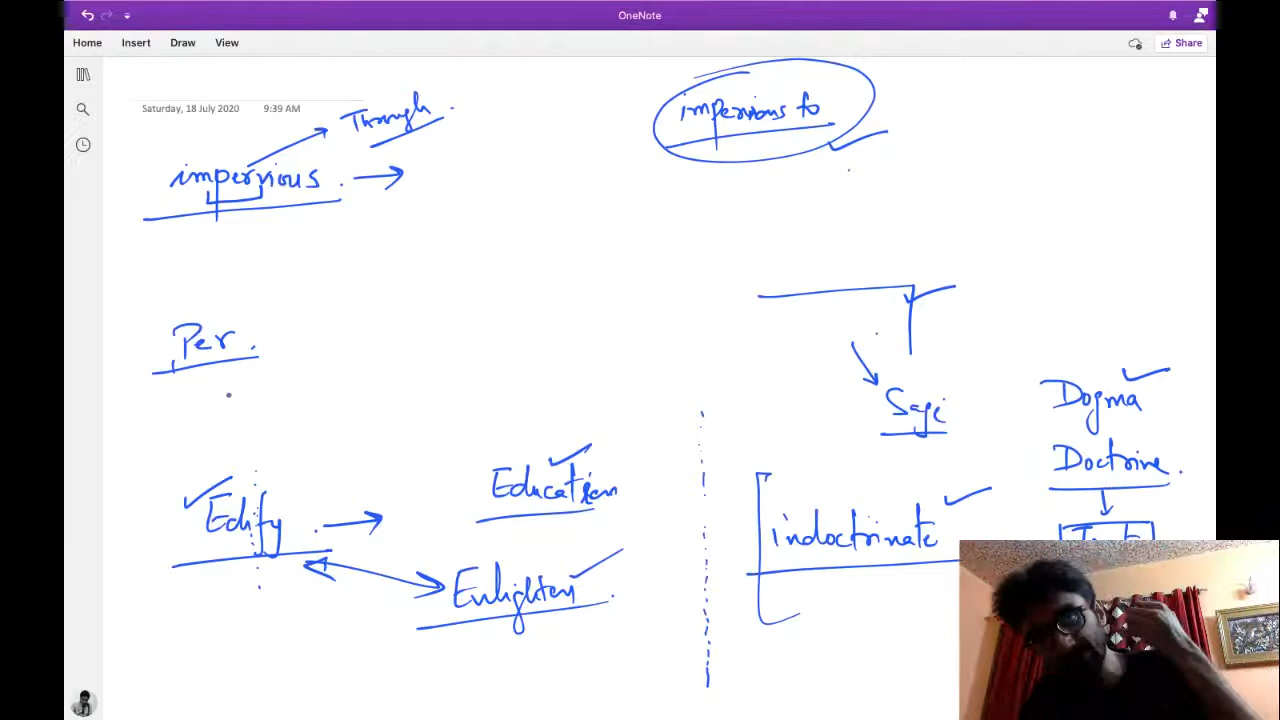 OneNote
Home Insert Draw View
Share
Saturday, 18 July 2020 9:39 AM
Through
impervious to
impervious
Per.
Dogma
Doctrine.
Education
Edify
indoctrinate
Enlighten